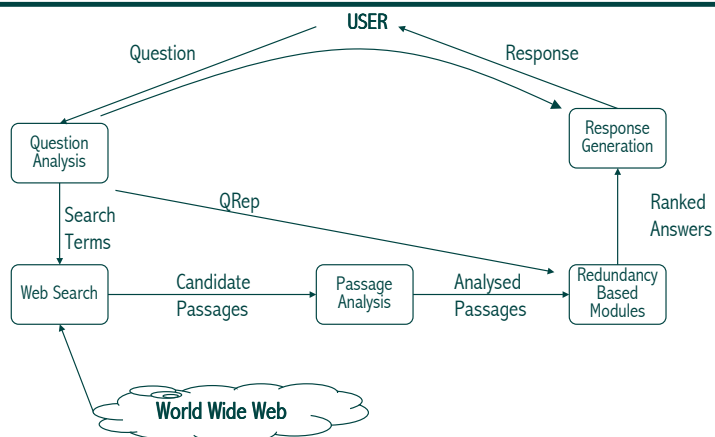 USER
Question
Response
Question
Analysis
Response
Generation
Search
Terms
QRep
Ranked
Answers
Web Search
Candidate
Passages
Passage
Analysis
Analysed
Passages
Redundancy
Based
Modules
World Wide Web